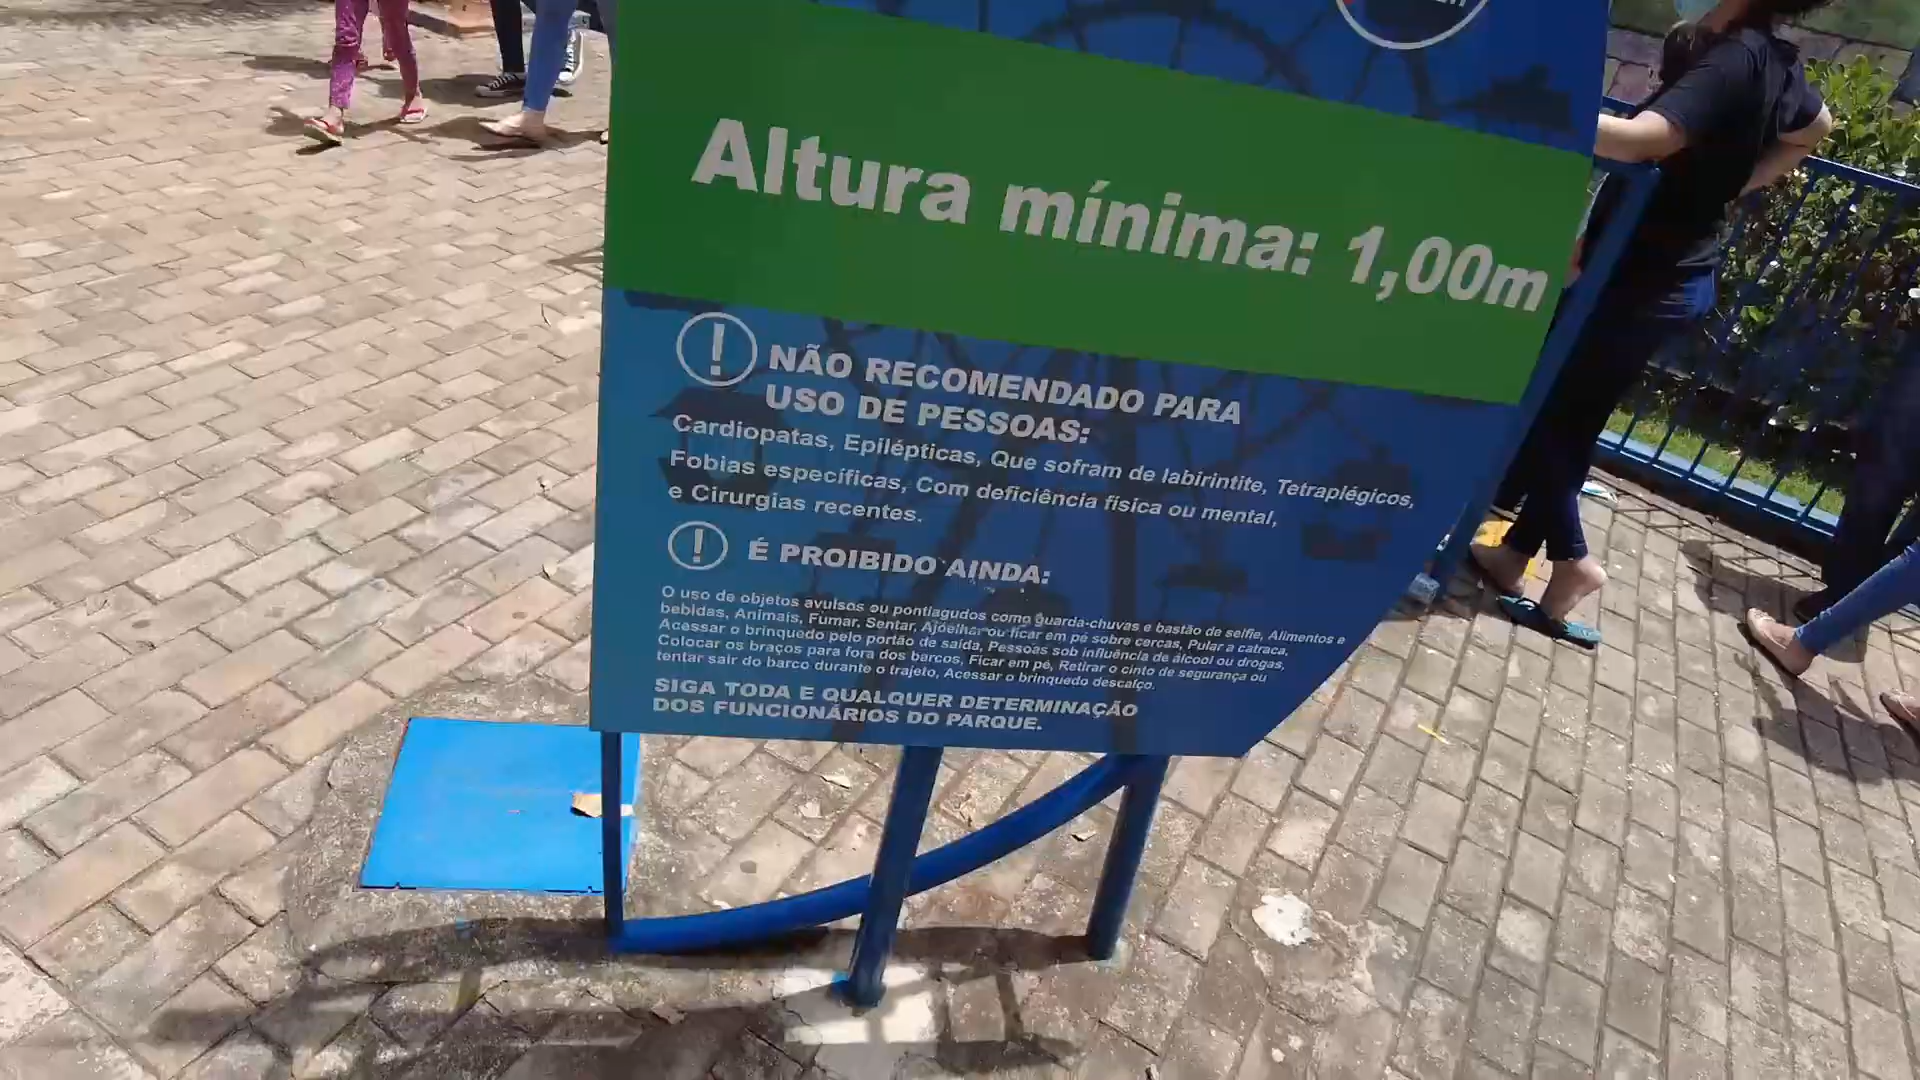 Altura mínima: 1,00m
NÃO RECOMENDADO PARA
USO DE PESSOAS:
Cardiopatas, Epilépticas, Que sofram de labirintite, Tetraplégicos,
Fobias específicas, Com deficiência física ou mental,
e Cirurgias recentes.
É PROIBIDO AINDA:
O uso de objetos avulsos ou pontiagudos como guarda-chuvas e bastão de selfie, Alimentos e
bebidas, Animais, Fumar, Sentar, Ajoelhar ou ficar em pé sobre cercas, Pular a catraca,
Acessar o brinquedo pelo portão de saída, Pessoas sob influência de álcool ou drogas,
Colocar os braços para fora dos barcos, Ficar em pé, Retirar o cinto de segurança ou
tentar sair do barco durante o trajeto, Acessar o brinquedo descalço.
SIGA TODA E QUALQUER DETERMINAÇÃO
DOS FUNCIONÁRIOS DO PARQUE.